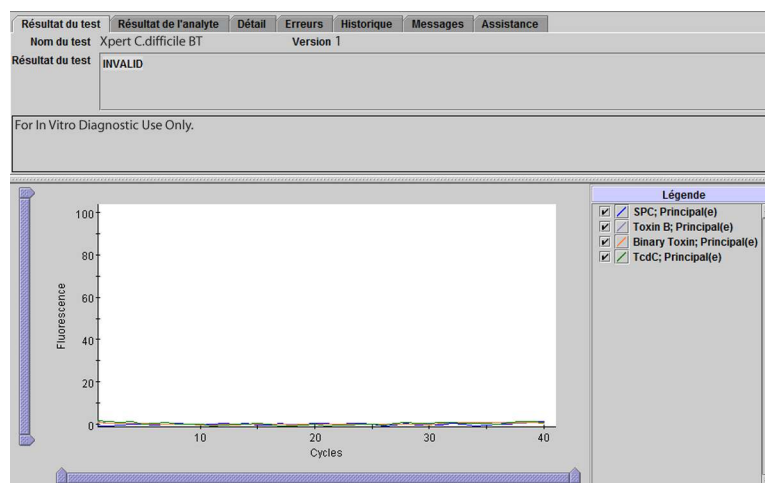 Résultat du test Résultat de l'analyte Détail Erreurs Historique Messages Assistance
Nom du test Xpert C.difficile BT Version 1
Résultat du test INVALID
For In Vitro Diagnostic Use Only.
Légende
SPC; Principal(e)
Toxin B; Principal(e)
Binary Toxin; Principal(e)
TcdC; Principal(e)
Fluorescence
100
80
60
40
20
0
10 20 30 40
Cycles